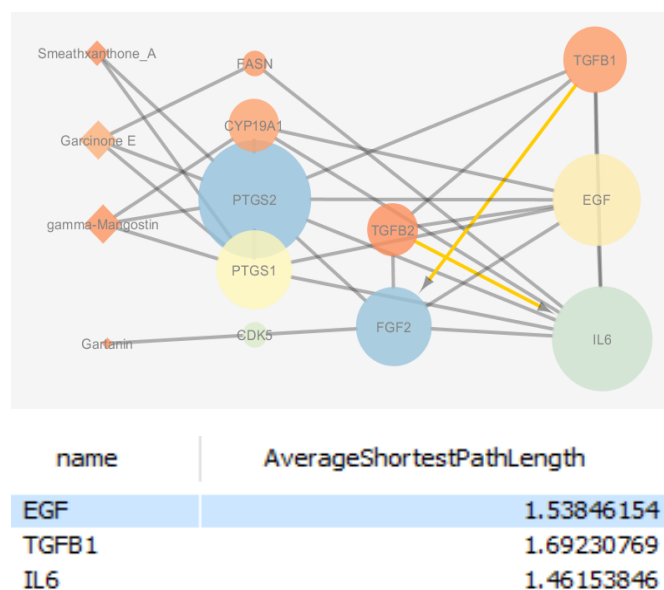 Smeathxanthone_A
FASN
TGFB1
CYP19A1
Garcinone E
PTGS2
EGF
gamma-Mangostin
TGFB2
PTGS1
FGF2
CDK5
IL6
Gartanin
name AverageShortestPathLength
EGF 1.53846154
TGFB1 1.69230769
IL6 1.46153846